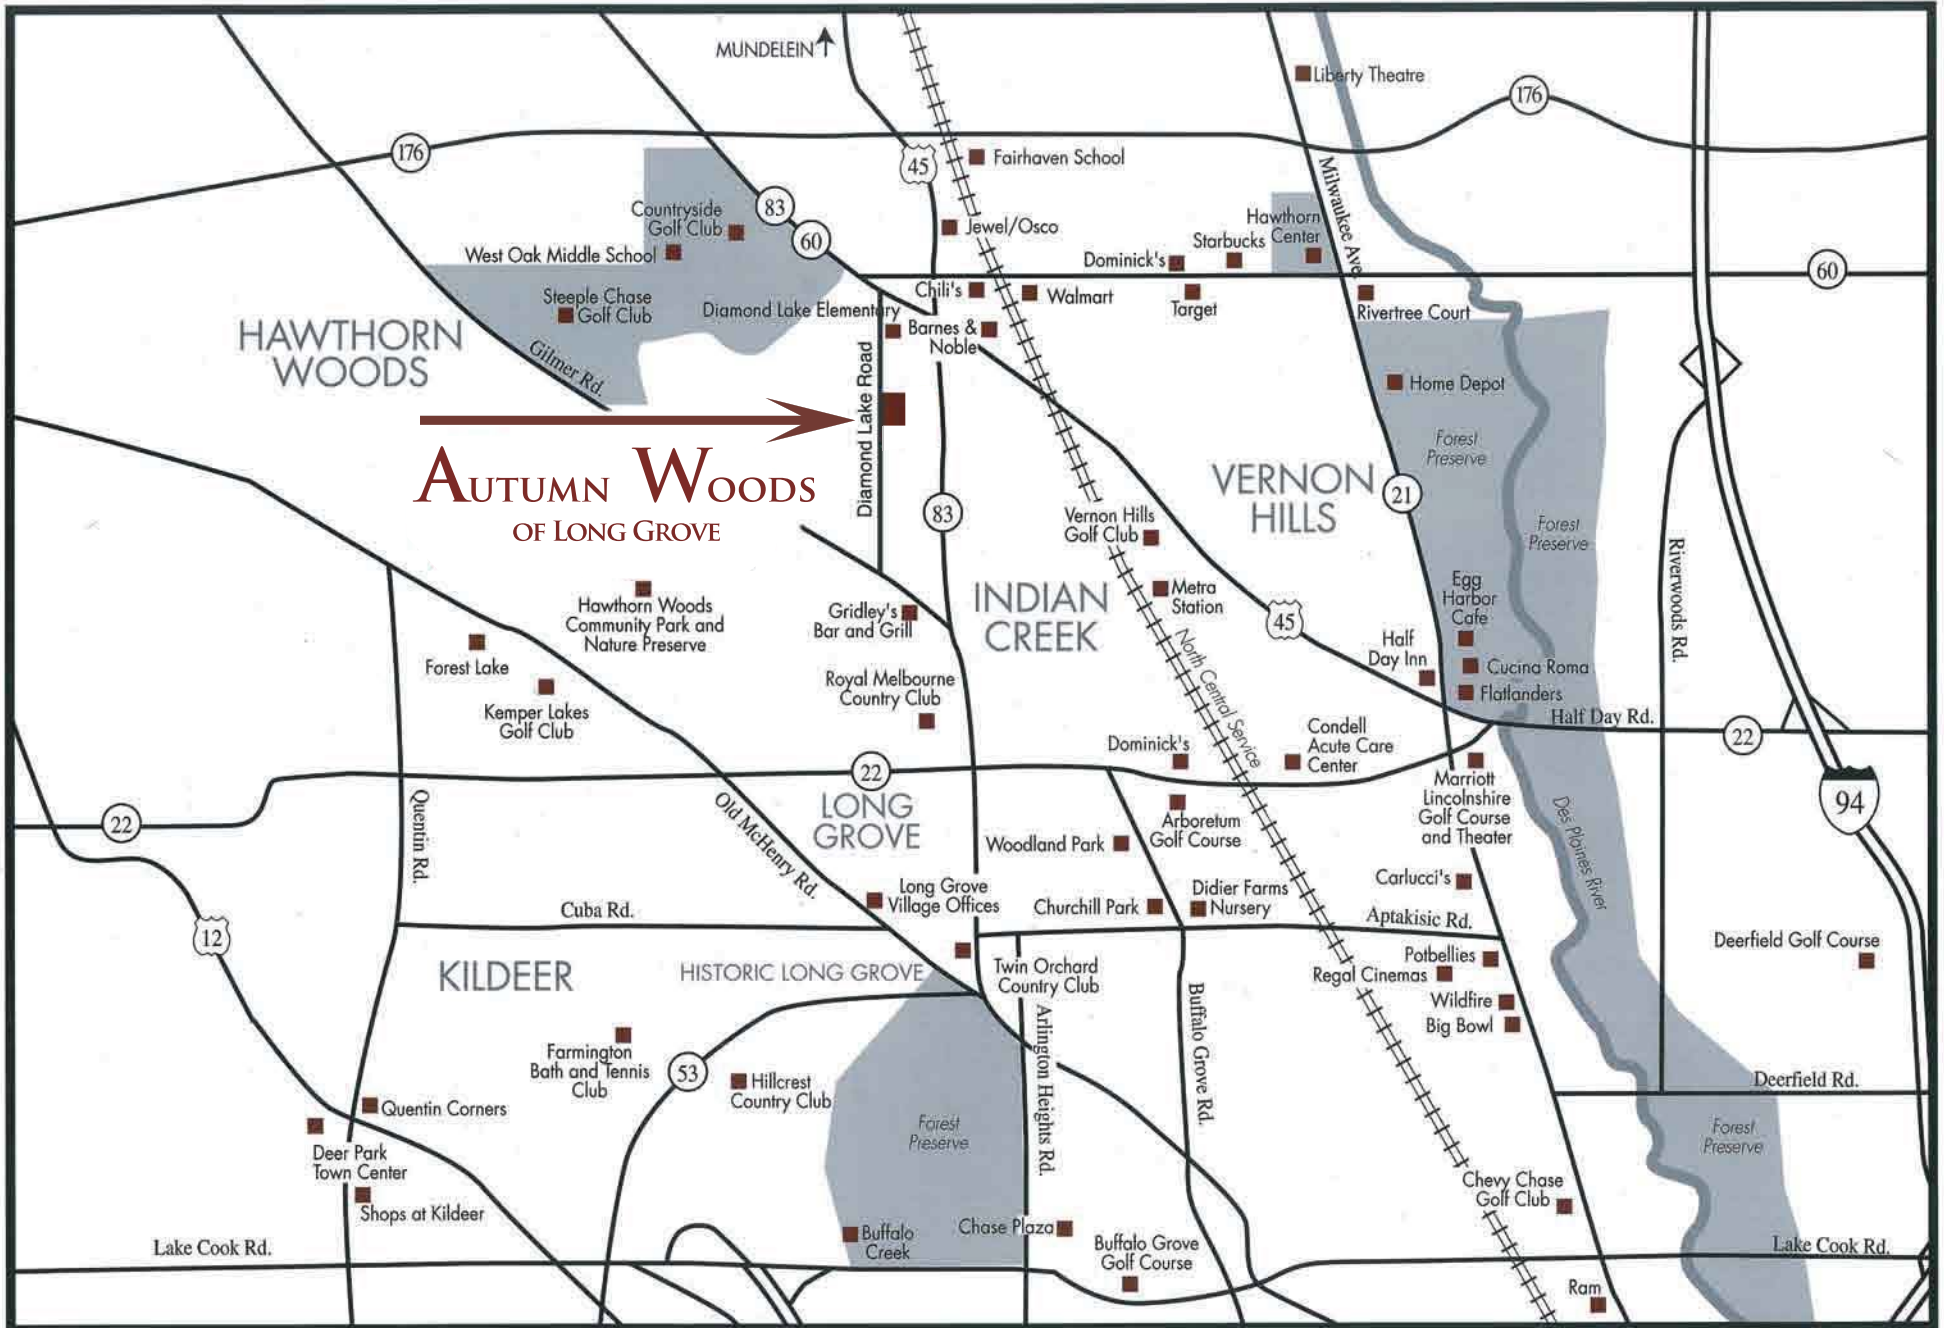 MUNDELEIN
Liberty Theatre
176
176
45
Fairhaven School
Milwaukee Ave.
83
Countryside
Golf Club
60
Jewel/Osco
Hawthorn
Center
West Oak Middle School
Dominick's
Starbucks
60
Steeple Chase
Golf Club
Diamond Lake Elementary
Chili's
Walmart
Target
Rivertree Court
HAWTHORN
WOODS
Gilmer Rd.
Barnes &
Noble
Diamond Lake Road
Home Depot
Forest
Preserve
AUTUMN WOODS
OF LONG GROVE
83
VERNON
HILLS
21
Vernon Hills
Golf Club
Forest
Preserve
Riverwoods Rd.
Hawthorn Woods
Community Park and
Nature Preserve
Gridley's
Bar and Grill
INDIAN
CREEK
Metra
Station
45
Egg
Harbor
Cafe
Half
Day Inn
Cucina Roma
Flatlanders
Forest Lake
Kemper Lakes
Golf Club
Royal Melbourne
Country Club
North Central Service
Half Day Rd.
22
Condell
Acute Care
Center
Dominick's
22
22
Marriott
Lincolnshire
Golf Course
and Theater
94
Quentin Rd.
Old McHenry Rd.
LONG
GROVE
Arboretum
Golf Course
Woodland Park
Des Plaines River
Carlucci's
Long Grove
Village Offices
Churchill Park
Didier Farms
Nursery
Cuba Rd.
Aptakisic Rd.
12
KILDEER
HISTORIC LONG GROVE
Twin Orchard
Country Club
Potbellies
Regal Cinemas
Deerfield Golf Course
Wildfire
Big Bowl
Arlington Heights Rd.
Buffalo Grove Rd.
Farmington
Bath and Tennis
Club
53
Hillcrest
Country Club
Deerfield Rd.
Quentin Corners
Forest
Preserve
Forest
Preserve
Deer Park
Town Center
Shops at Kildeer
Chevy Chase
Golf Club
Buffalo
Creek
Chase Plaza
Buffalo Grove
Golf Course
Lake Cook Rd.
Lake Cook Rd.
Ram